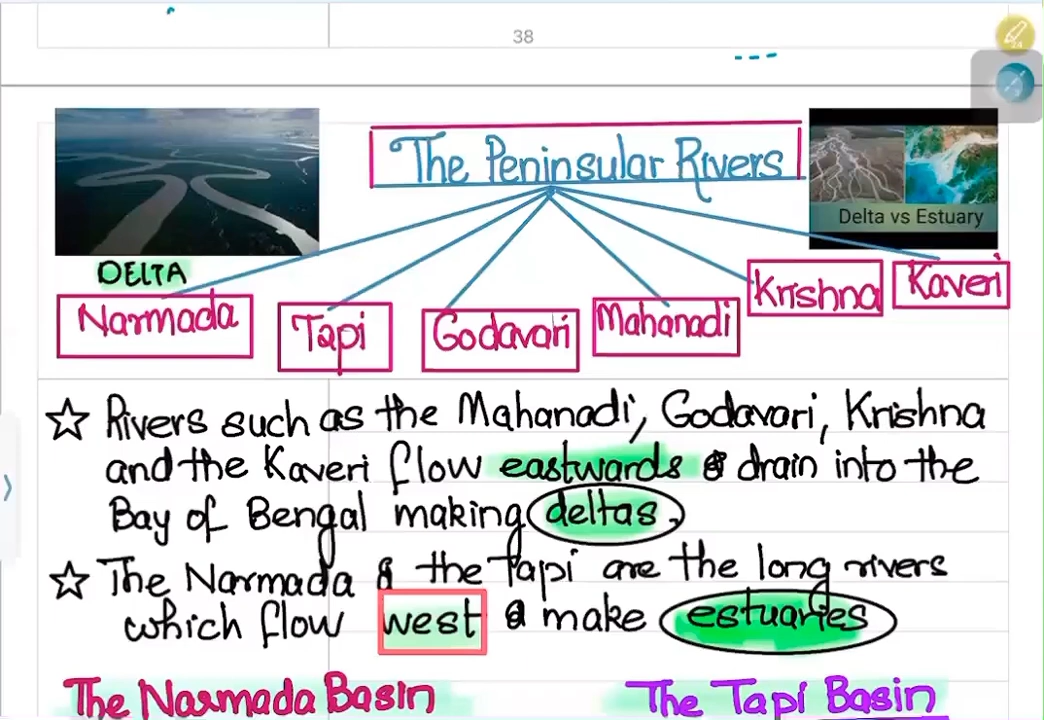 38
24
The Peninsular Rivers
Delta vs Estuary
DELTA
Narmada
Tapi
Godavari
Mahanadi
Krishna
Kaveri
☆ Rivers such as the Mahanadi, Godavari, Krishna
and the Kaveri flow eastwards & drain into the
Bay of Bengal making deltas,
☆ The Narmada & the Tapi are the long rivers
which flow west & make estuaries
The Narmada Basin
The Tapi Basin